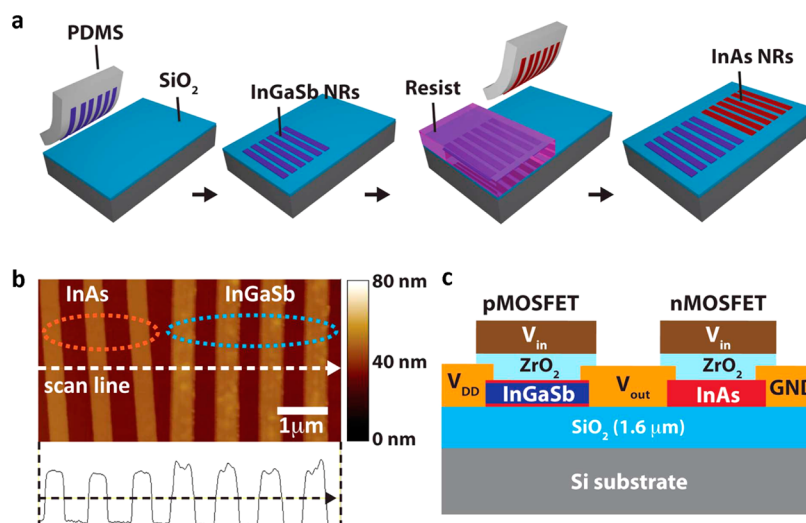 a
PDMS
SiO2
InGaSb NRs
Resist
InAs NRs
b
InAs
InGaSb
scan line
1μm
80 nm
40 nm
0 nm
c
pMOSFET
nMOSFET
Vin
Vin
ZrO2
ZrO2
VDD
InGaSb
Vout
InAs
GND
SiO2 (1.6 μm)
Si substrate